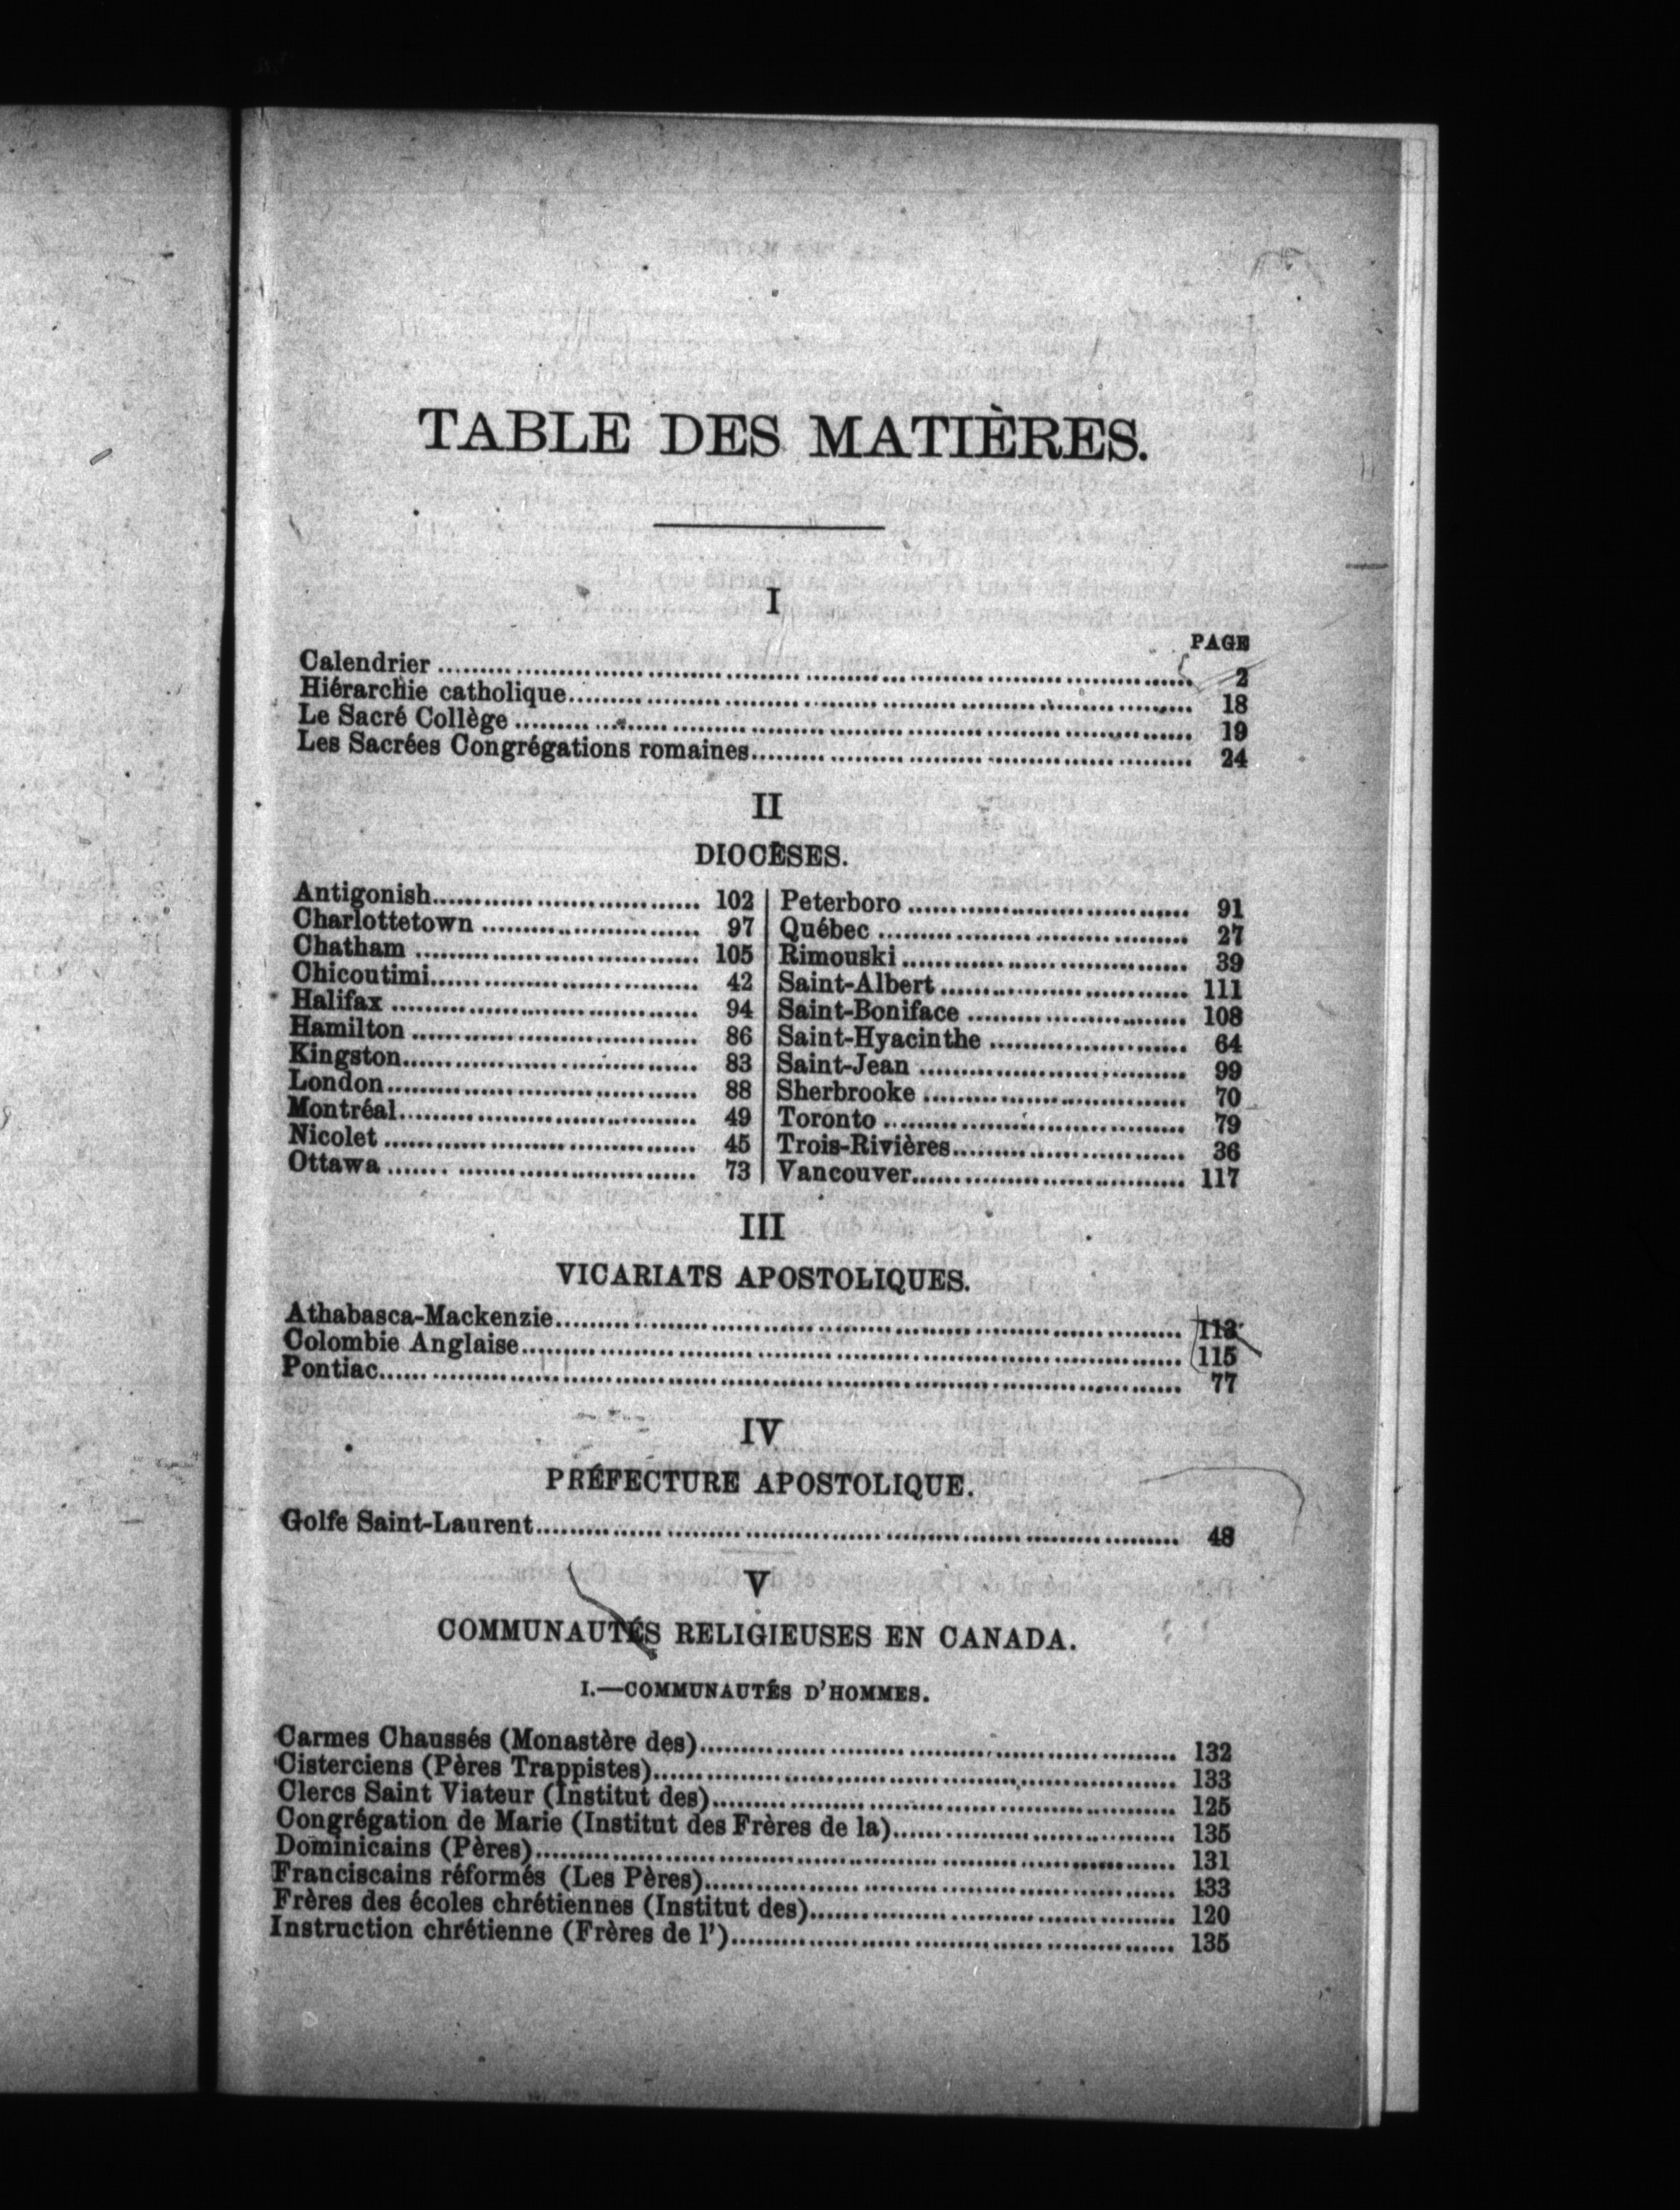 TABLE DES MATIÈRES.
I
PAGE
Calendrier 2
Hiérarchie catholique 18
Le Sacré Collège 19
Les Sacrées Congrégations romaines 24
II
DIOCÈSES.
Antigonish 102
Charlottetown 97
Chatham 105
Chicoutimi 42
Halifax 94
Hamilton 86
Kingston 83
London 88
Montréal 49
Nicolet 45
Ottawa 73
Peterboro 91
Québec 27
Rimouski 39
Saint-Albert 111
Saint-Boniface 108
Saint-Hyacinthe 64
Saint-Jean 99
Sherbrooke 70
Toronto 79
Trois-Rivières 36
Vancouver 117
III
VICARIATS APOSTOLIQUES.
Athabasca-Mackenzie 113
Colombie Anglaise 115
Pontiac 77
IV
PRÉFECTURE APOSTOLIQUE.
Golfe Saint-Laurent 48
V
COMMUNAUTÉS RELIGIEUSES EN CANADA.
I.—COMMUNAUTÉS D'HOMMES.
Carmes Chaussés (Monastère des) 132
Cisterciens (Pères Trappistes) 133
Clercs Saint Viateur (Institut des) 125
Congrégation de Marie (Institut des Frères de la) 135
Dominicains (Pères) 131
Franciscains réformés (Les Pères) 133
Frères des écoles chrétiennes (Institut des) 120
Instruction chrétienne (Frères de l') 135